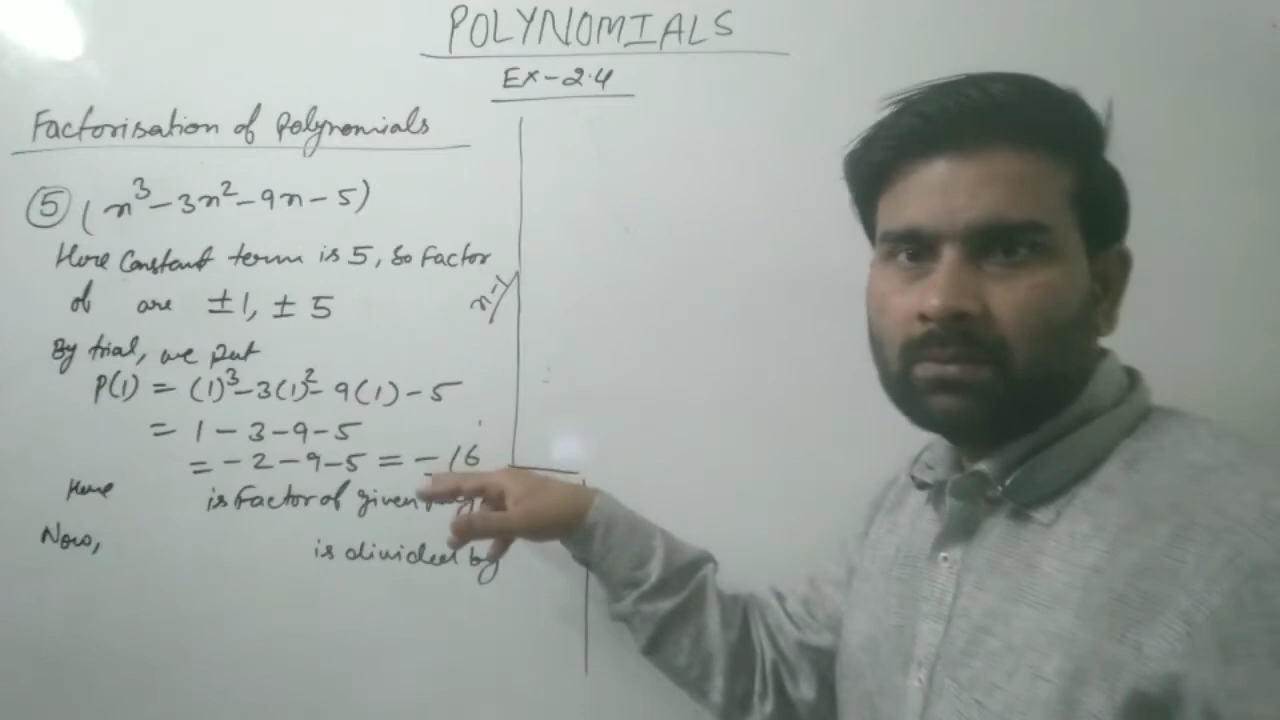 POLYNOMIALS
Ex-2.4
Factorisation of Polynomials
⑤ (x³-3x²-9x-5)
Here Constant term is 5, so Factor
of are ±1, ±5
By trial, we put
P(1) = (1)³-3(1)²-9(1)-5
= 1-3-9-5
= -2-9-5 = -16
Here is Factor of given
Now, is divided by
x-1